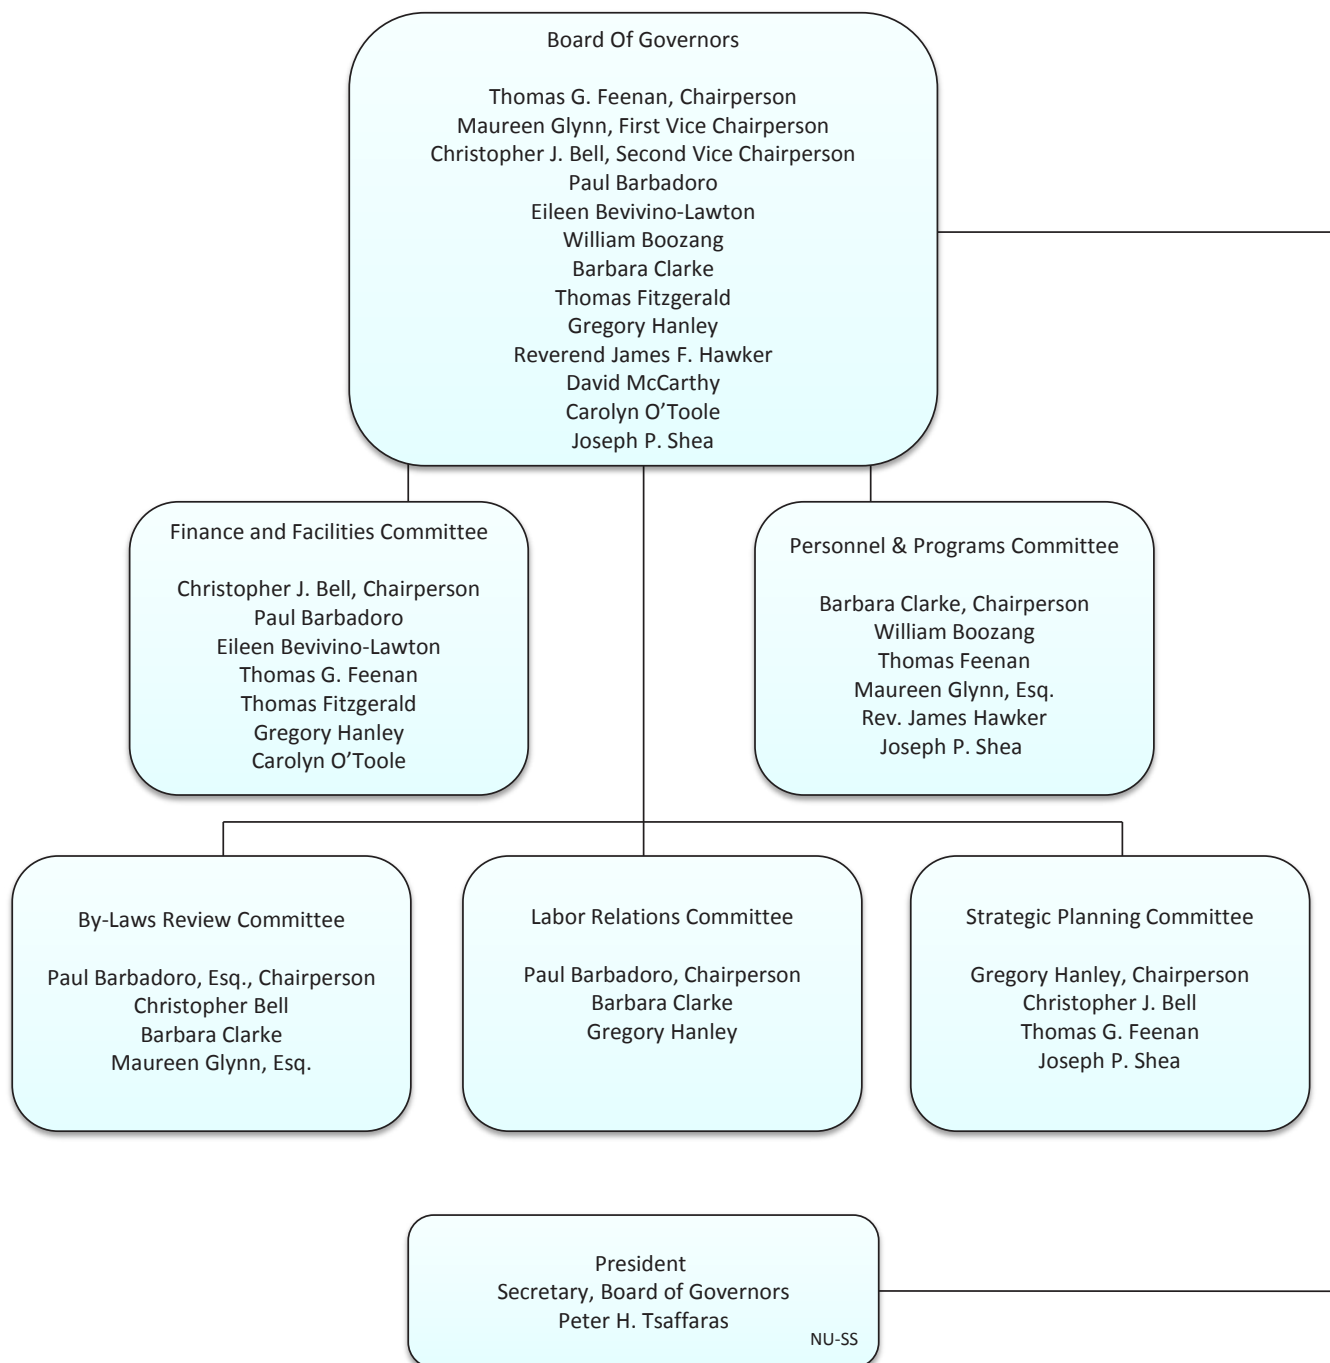 Board Of Governors
Thomas G. Feenan, Chairperson
Maureen Glynn, First Vice Chairperson
Christopher J. Bell, Second Vice Chairperson
Paul Barbadoro
Eileen Bevivino-Lawton
William Boozang
Barbara Clarke
Thomas Fitzgerald
Gregory Hanley
Reverend James F. Hawker
David McCarthy
Carolyn O’Toole
Joseph P. Shea
Finance and Facilities Committee
Christopher J. Bell, Chairperson
Paul Barbadoro
Eileen Bevivino-Lawton
Thomas G. Feenan
Thomas Fitzgerald
Gregory Hanley
Carolyn O’Toole
Personnel & Programs Committee
Barbara Clarke, Chairperson
William Boozang
Thomas Feenan
Maureen Glynn, Esq.
Rev. James Hawker
Joseph P. Shea
By-Laws Review Committee
Paul Barbadoro, Esq., Chairperson
Christopher Bell
Barbara Clarke
Maureen Glynn, Esq.
Labor Relations Committee
Paul Barbadoro, Chairperson
Barbara Clarke
Gregory Hanley
Strategic Planning Committee
Gregory Hanley, Chairperson
Christopher J. Bell
Thomas G. Feenan
Joseph P. Shea
President
Secretary, Board of Governors
Peter H. Tsaffaras
NU-SS